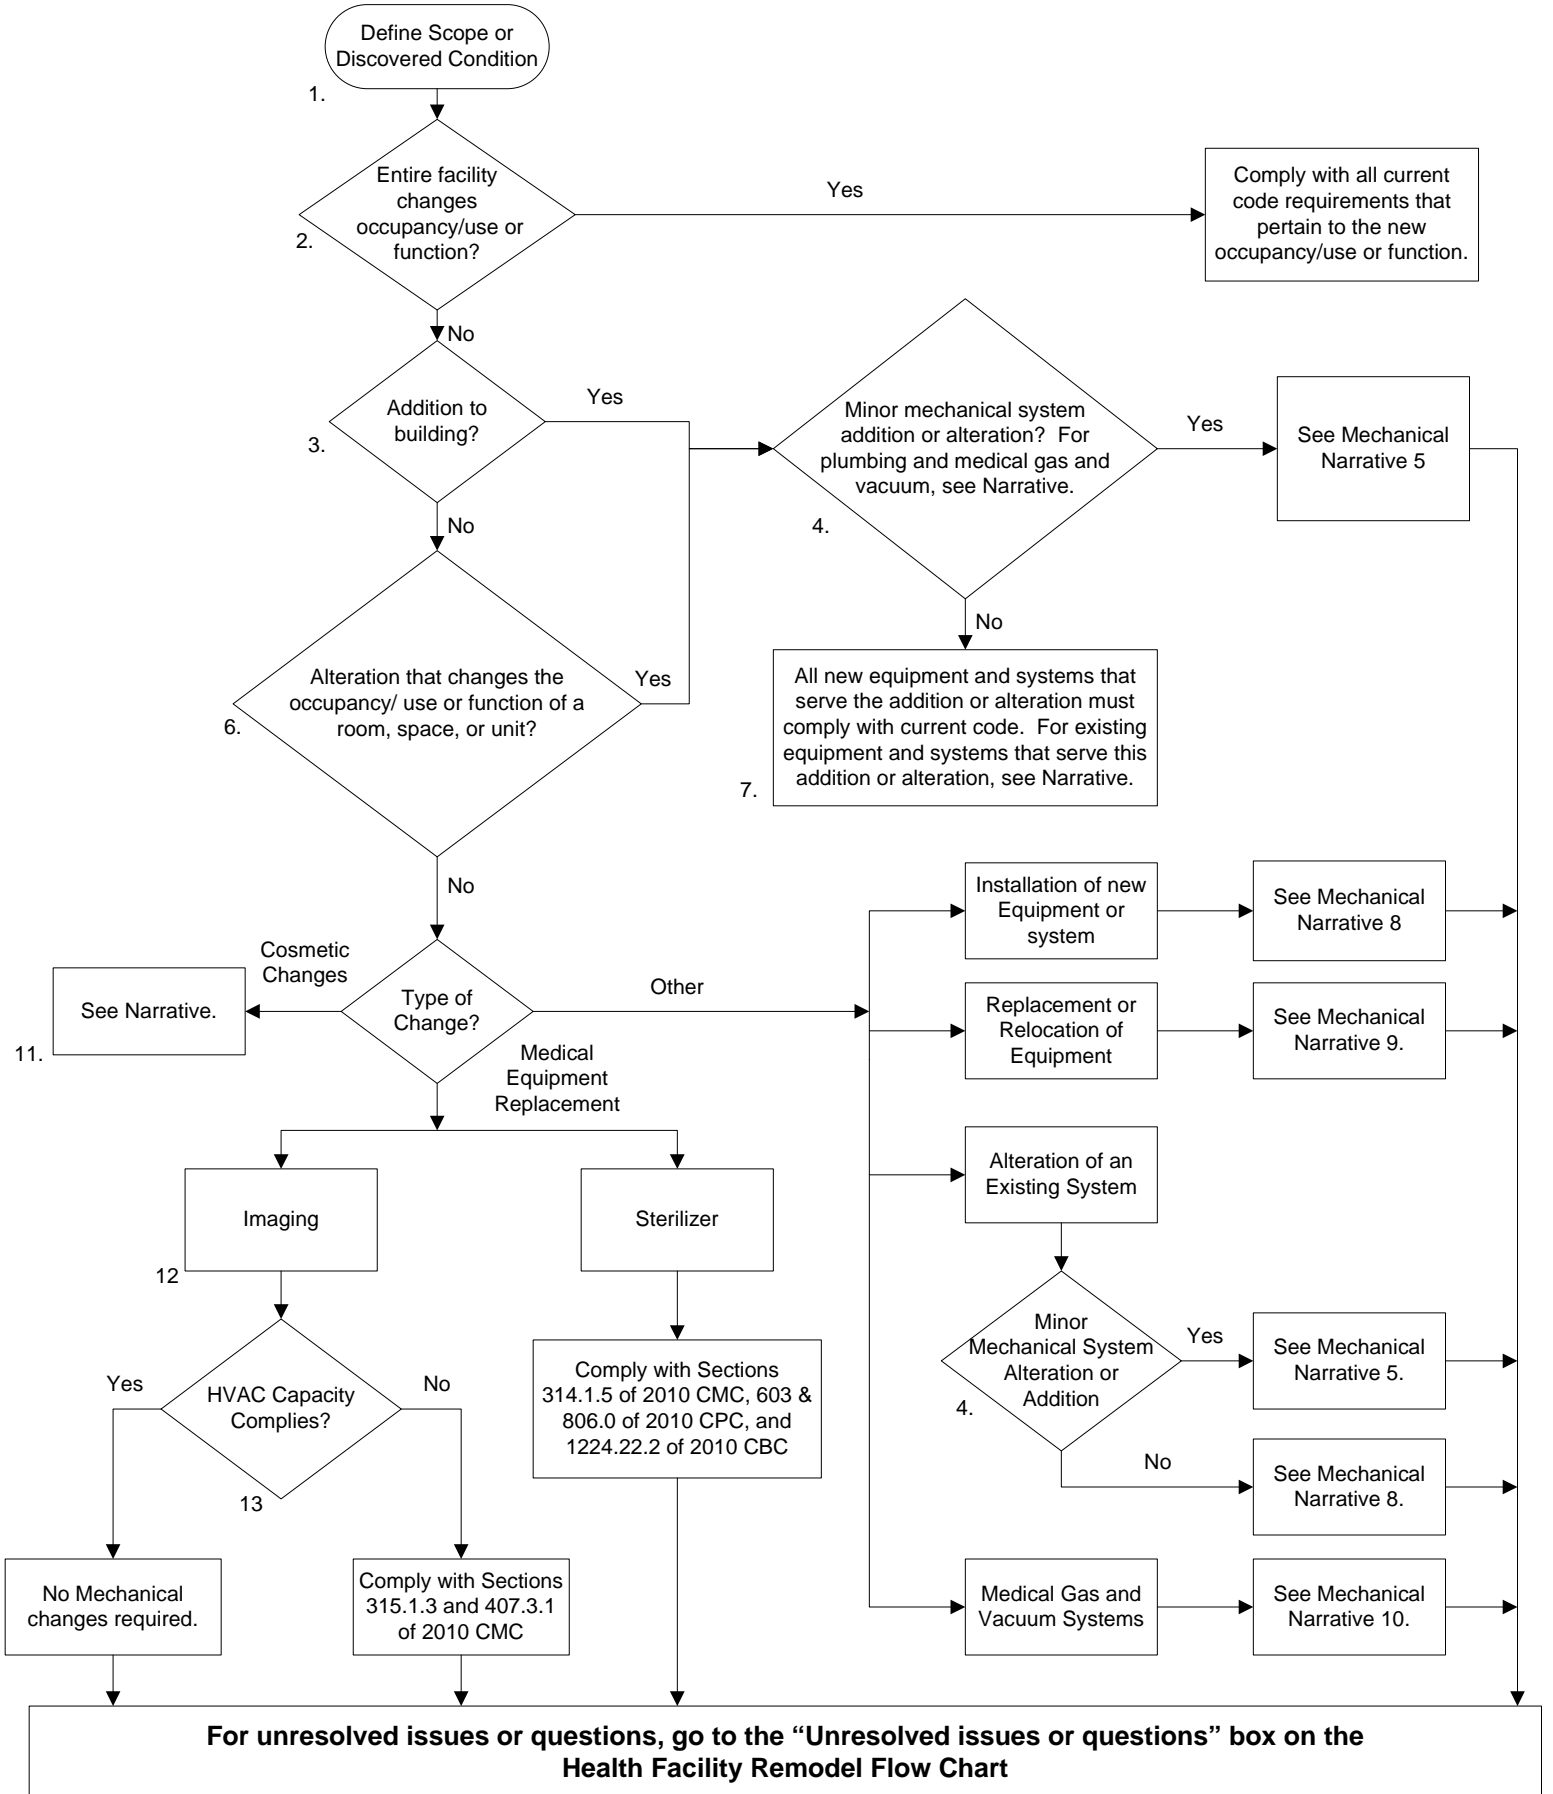 Define Scope or
Discovered Condition
1.
Entire facility
changes
occupancy/use or
function?
2.
Yes
Comply with all current
code requirements that
pertain to the new
occupancy/use or function.
No
Addition to
building?
3.
Yes
Minor mechanical system
addition or alteration?  For
plumbing and medical gas and
vacuum, see Narrative.
4.
Yes
See Mechanical
Narrative 5
No
No
Alteration that changes the
occupancy/ use or function of a
room, space, or unit?
6.
Yes
All new equipment and systems that
serve the addition or alteration must
comply with current code.  For existing
equipment and systems that serve this
addition or alteration, see Narrative.
7.
No
Type of
Change?
Cosmetic
Changes
See Narrative.
11.
Other
Medical
Equipment
Replacement
Installation of new
Equipment or
system
See Mechanical
Narrative 8
Replacement or
Relocation of
Equipment
See Mechanical
Narrative 9.
Alteration of an
Existing System
Minor
Mechanical System
Alteration or
Addition
4.
Yes
See Mechanical
Narrative 5.
No
See Mechanical
Narrative 8.
Medical Gas and
Vacuum Systems
See Mechanical
Narrative 10.
Imaging
12
Sterilizer
HVAC Capacity
Complies?
13
Yes
No
Comply with Sections
314.1.5 of 2010 CMC, 603 &
806.0 of 2010 CPC, and
1224.22.2 of 2010 CBC
No Mechanical
changes required.
Comply with Sections
315.1.3 and 407.3.1
of 2010 CMC
For unresolved issues or questions, go to the “Unresolved issues or questions” box on the
Health Facility Remodel Flow Chart